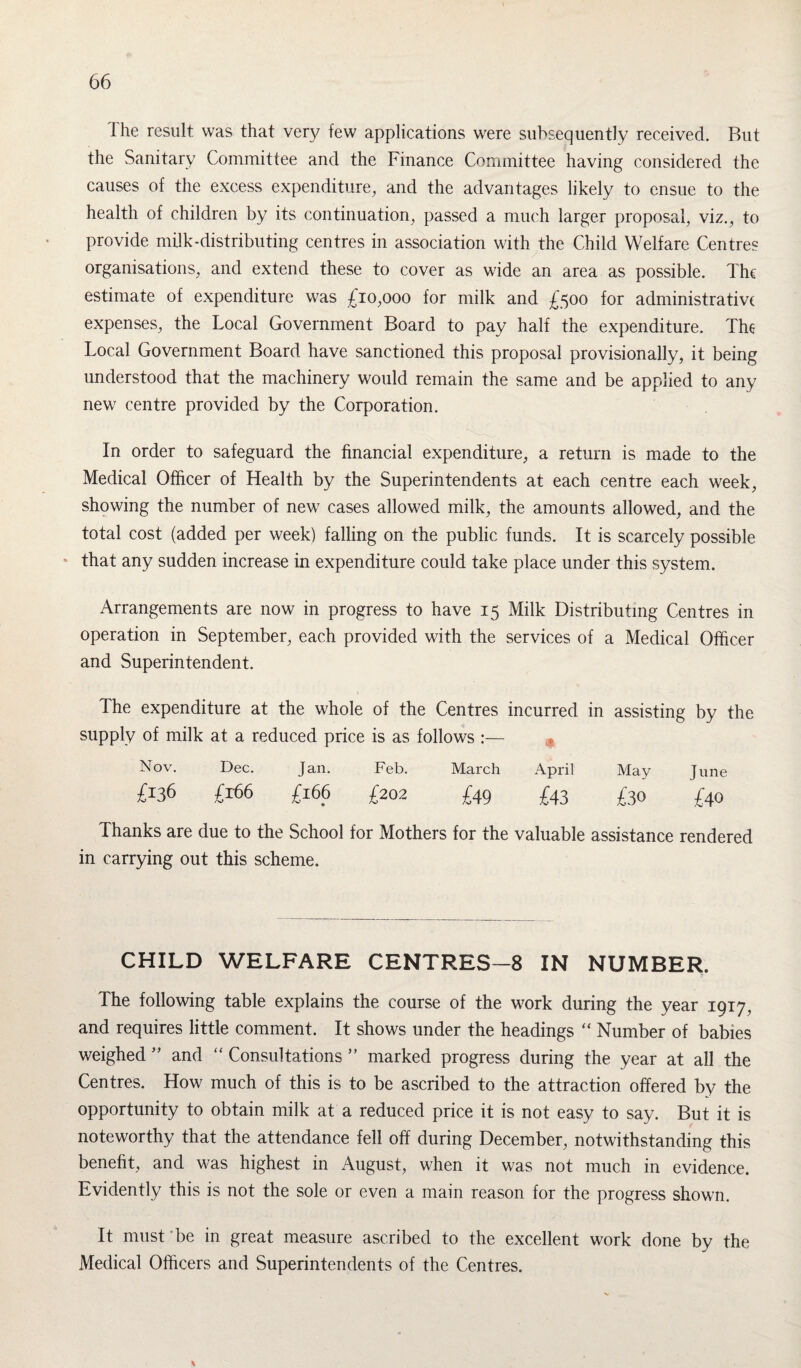 66
The result was that very few applications were subsequently received. But
the Sanitary Committee and the Finance Committee having considered the
causes of the excess expenditure, and the advantages likely to ensue to the
health of children by its continuation, passed a much larger proposal, viz., to
provide milk-distributing centres in association with the Child Welfare Centres
organisations, and extend these to cover as wide an area as possible. The
estimate of expenditure was £10,000 for milk and £500 for administrative
expenses, the Local Government Board to pay half the expenditure. The
Local Government Board have sanctioned this proposal provisionally, it being
understood that the machinery would remain the same and be applied to any
new centre provided by the Corporation.
In order to safeguard the financial expenditure, a return is made to the
Medical Officer of Health by the Superintendents at each centre each week,
showing the number of new cases allowed milk, the amounts allowed, and the
total cost (added per week) falling on the public funds. It is scarcely possible
that any sudden increase in expenditure could take place under this system.
Arrangements are now in progress to have 15 Milk Distributing Centres in
operation in September, each provided with the services of a Medical Officer
and Superintendent.
The expenditure at the whole of the Centres incurred in assisting by the
supply of milk at a reduced price is as follows :—
Nov. Dec. Jan. Feb. March April May June
£136 £166 £166 £202 £49 £43 £30 £40
Thanks are due to the School for Mothers for the valuable assistance rendered
in carrying out this scheme.
CHILD WELFARE CENTRES—8 IN NUMBER.
The following table explains the course of the work during the year 1917,
and requires little comment. It shows under the headings “ Number of babies
weighed ” and “ Consultations ” marked progress during the year at all the
Centres. How much of this is to be ascribed to the attraction offered by the
opportunity to obtain milk at a reduced price it is not easy to say. But it is
noteworthy that the attendance fell off during December, notwithstanding this
benefit, and was highest in August, when it was not much in evidence.
Evidently this is not the sole or even a main reason for the progress shown.
It must be in great measure ascribed to the excellent work done by the
Medical Officers and Superintendents of the Centres.